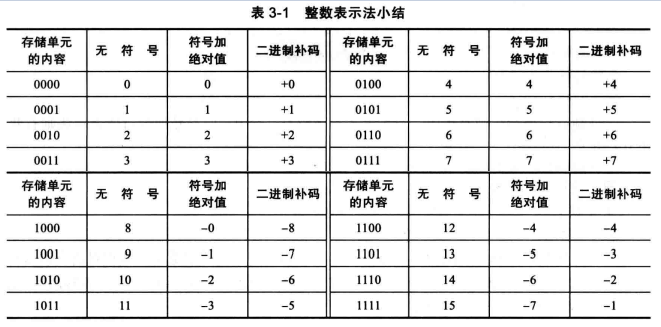 表 3-1 整数表示法小结
存储单元的内容 无符号 符号加绝对值 二进制补码 存储单元的内容 无符号 符号加绝对值 二进制补码
0000 0 0 +0 0100 4 4 +4
0001 1 1 +1 0101 5 5 +5
0010 2 2 +2 0110 6 6 +6
0011 3 3 +3 0111 7 7 +7
存储单元的内容 无符号 符号加绝对值 二进制补码 存储单元的内容 无符号 符号加绝对值 二进制补码
1000 8 −0 −8 1100 12 −4 −4
1001 9 −1 −7 1101 13 −5 −3
1010 10 −2 −6 1110 14 −6 −2
1011 11 −3 −5 1111 15 −7 −1